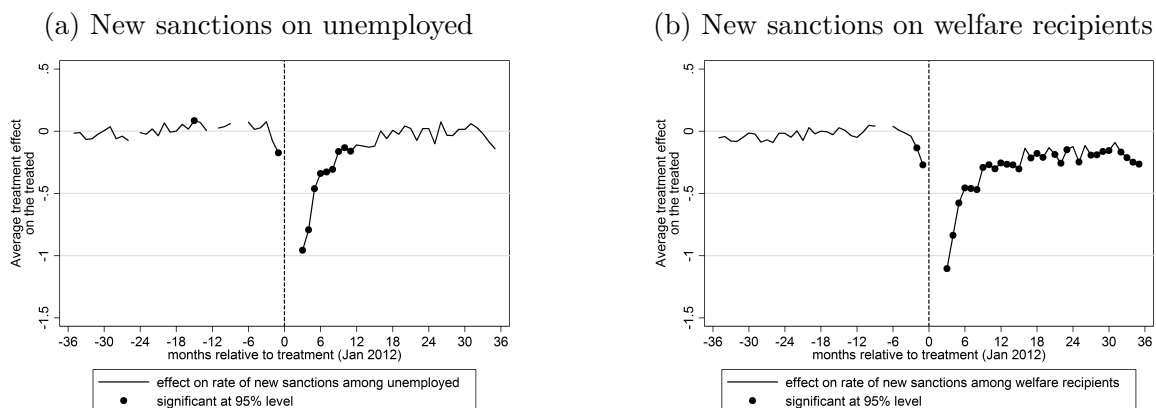 (a) New sanctions on unemployed
.5
0
-.5
-1
-1.5
Average treatment effect
on the treated
-36 -30 -24 -18 -12 -6 0 6 12 18 24 30 36
months relative to treatment (Jan 2012)
effect on rate of new sanctions among unemployed
significant at 95% level
(b) New sanctions on welfare recipients
.5
0
-.5
-1
-1.5
Average treatment effect
on the treated
-36 -30 -24 -18 -12 -6 0 6 12 18 24 30 36
months relative to treatment (Jan 2012)
effect on rate of new sanctions among welfare recipients
significant at 95% level